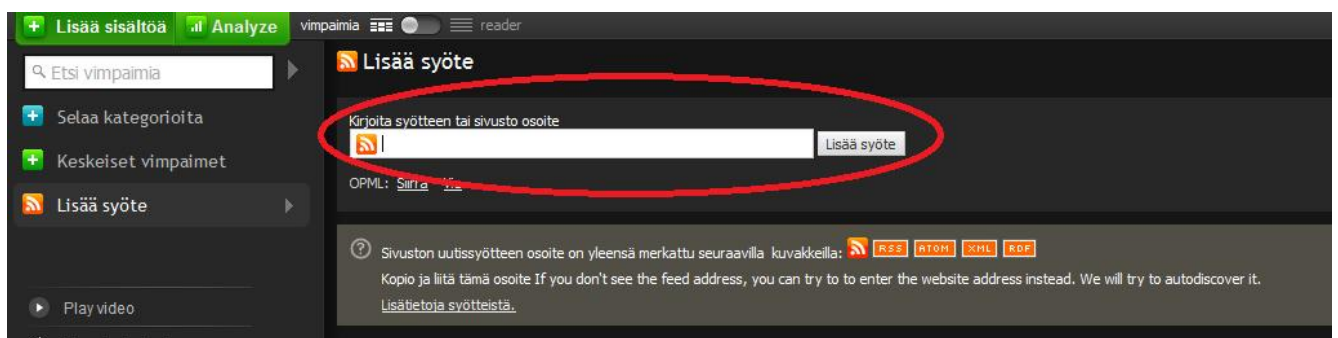 Lisää sisältöä Analyze vimpaimia reader
Etsi vimpaimia
Selaa kategorioita
Keskeiset vimpaimet
Lisää syöte
Play video
Lisää syöte
Kirjoita syötteen tai sivusto osoite
Lisää syöte
OPML: Siirrä
Sivuston uutissyötteen osoite on yleensä merkattu seuraavilla kuvakkeilla: RSS ATOM XML RDF
Kopio ja liitä tämä osoite If you don't see the feed address, you can try to to enter the website address instead. We will try to autodiscover it.
Lisätietoja syötteistä.